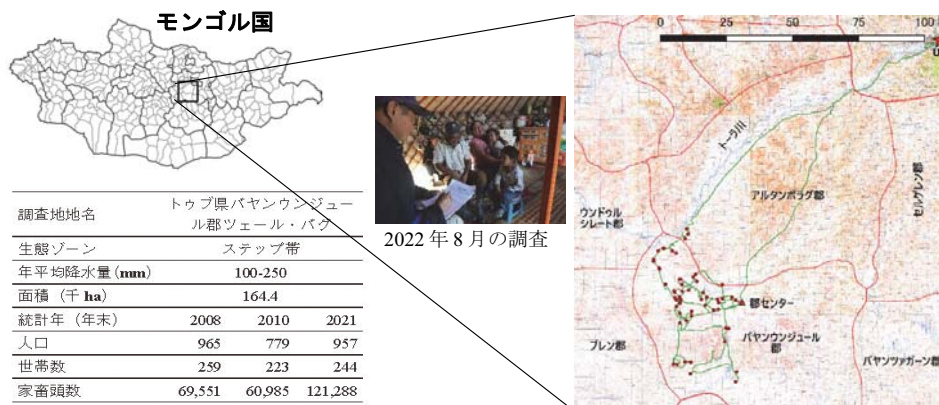 モンゴル国
調査地地名 トゥブ県バヤンウンジュー
ル郡ツェール・バグ
生態ゾーン ステップ帯
年平均降水量 (mm) 100-250
面積 (千 ha) 164.4
統計年 (年末) 2008 2010 2021
人口 965 779 957
世帯数 259 223 244
家畜頭数 69,551 60,985 121,288
2022 年 8 月の調査
0 25 50 75 100
トーラ川
アルタンボラグ郡
セルゲレン郡
ウンドゥル
シレート郡
郡センター
ブレン郡
バヤンウンジュール
郡
バヤンツァガーン郡